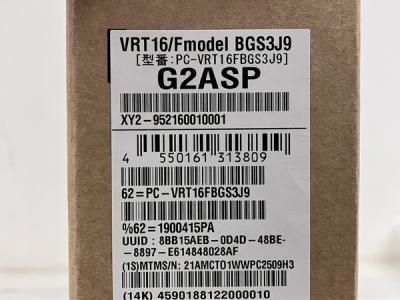 VRT16/Fmodel BGS3J9
[型番:PC-VRT16FBGS3J9]
G2ASP
XY2-952160010001
4 550161 313809
62=PC-VRT16FBGS3J9
%62=1900415PA
UUID : 8BB15AEB-0D4D-48BE-
-8897-E614848028AF
(1S)MTMS/N: 21AMCTO1WWPC2509H3
(14K) 4590188122000010